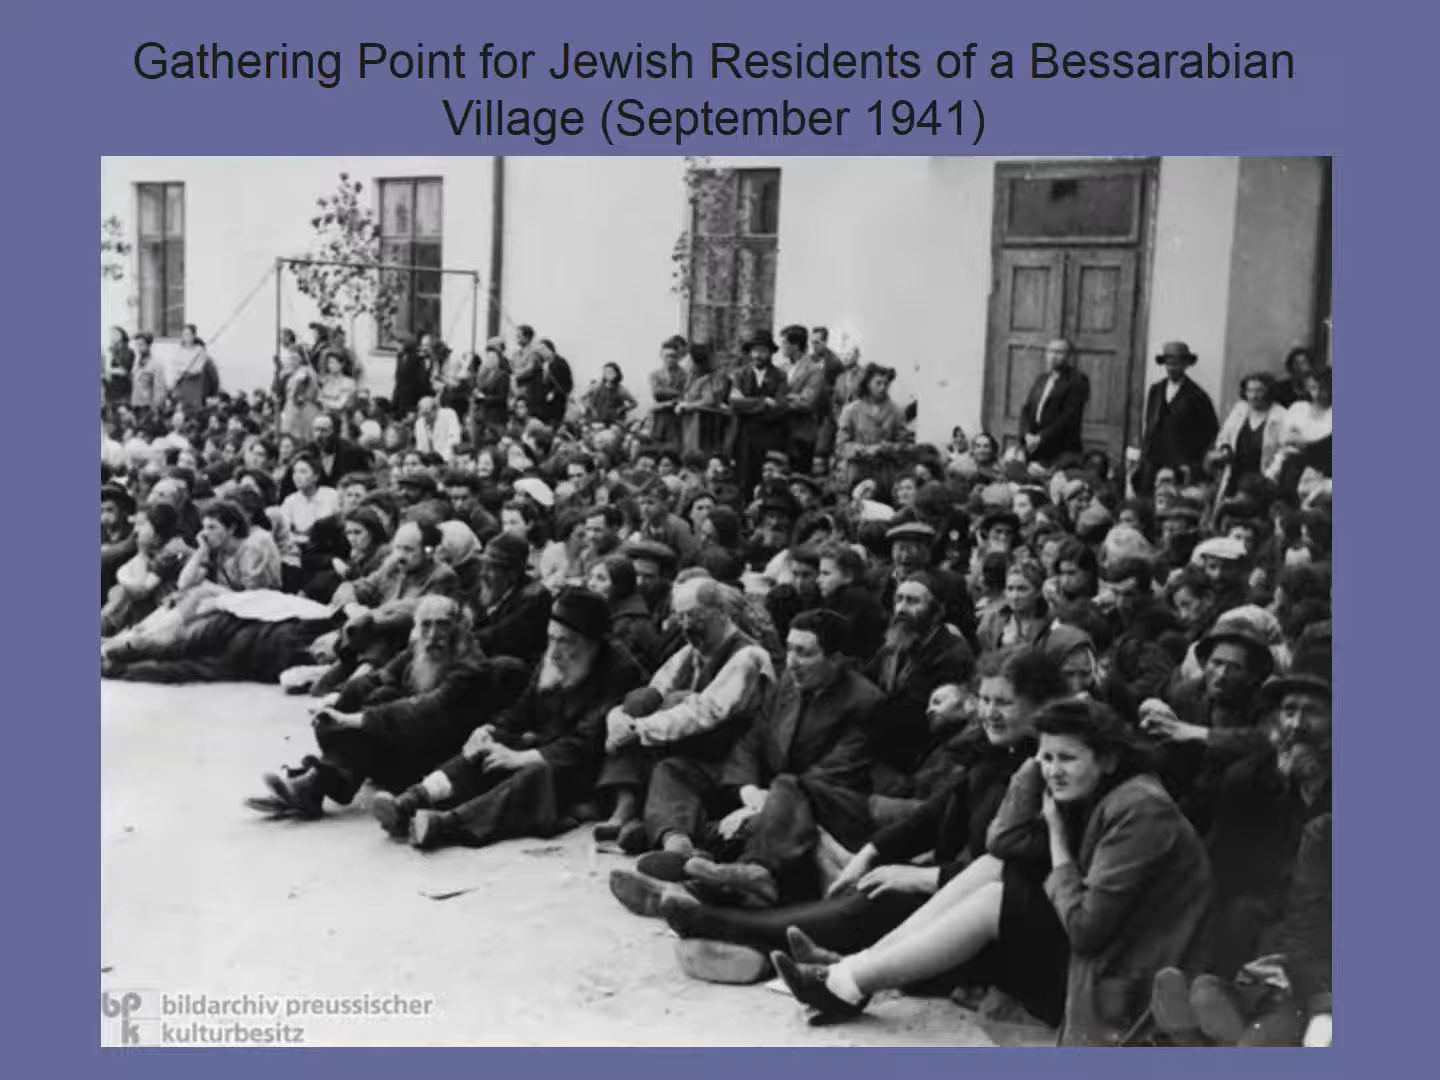 Gathering Point for Jewish Residents of a Bessarabian
Village (September 1941)
bpk
bildarchiv preussischer
kulturbesitz